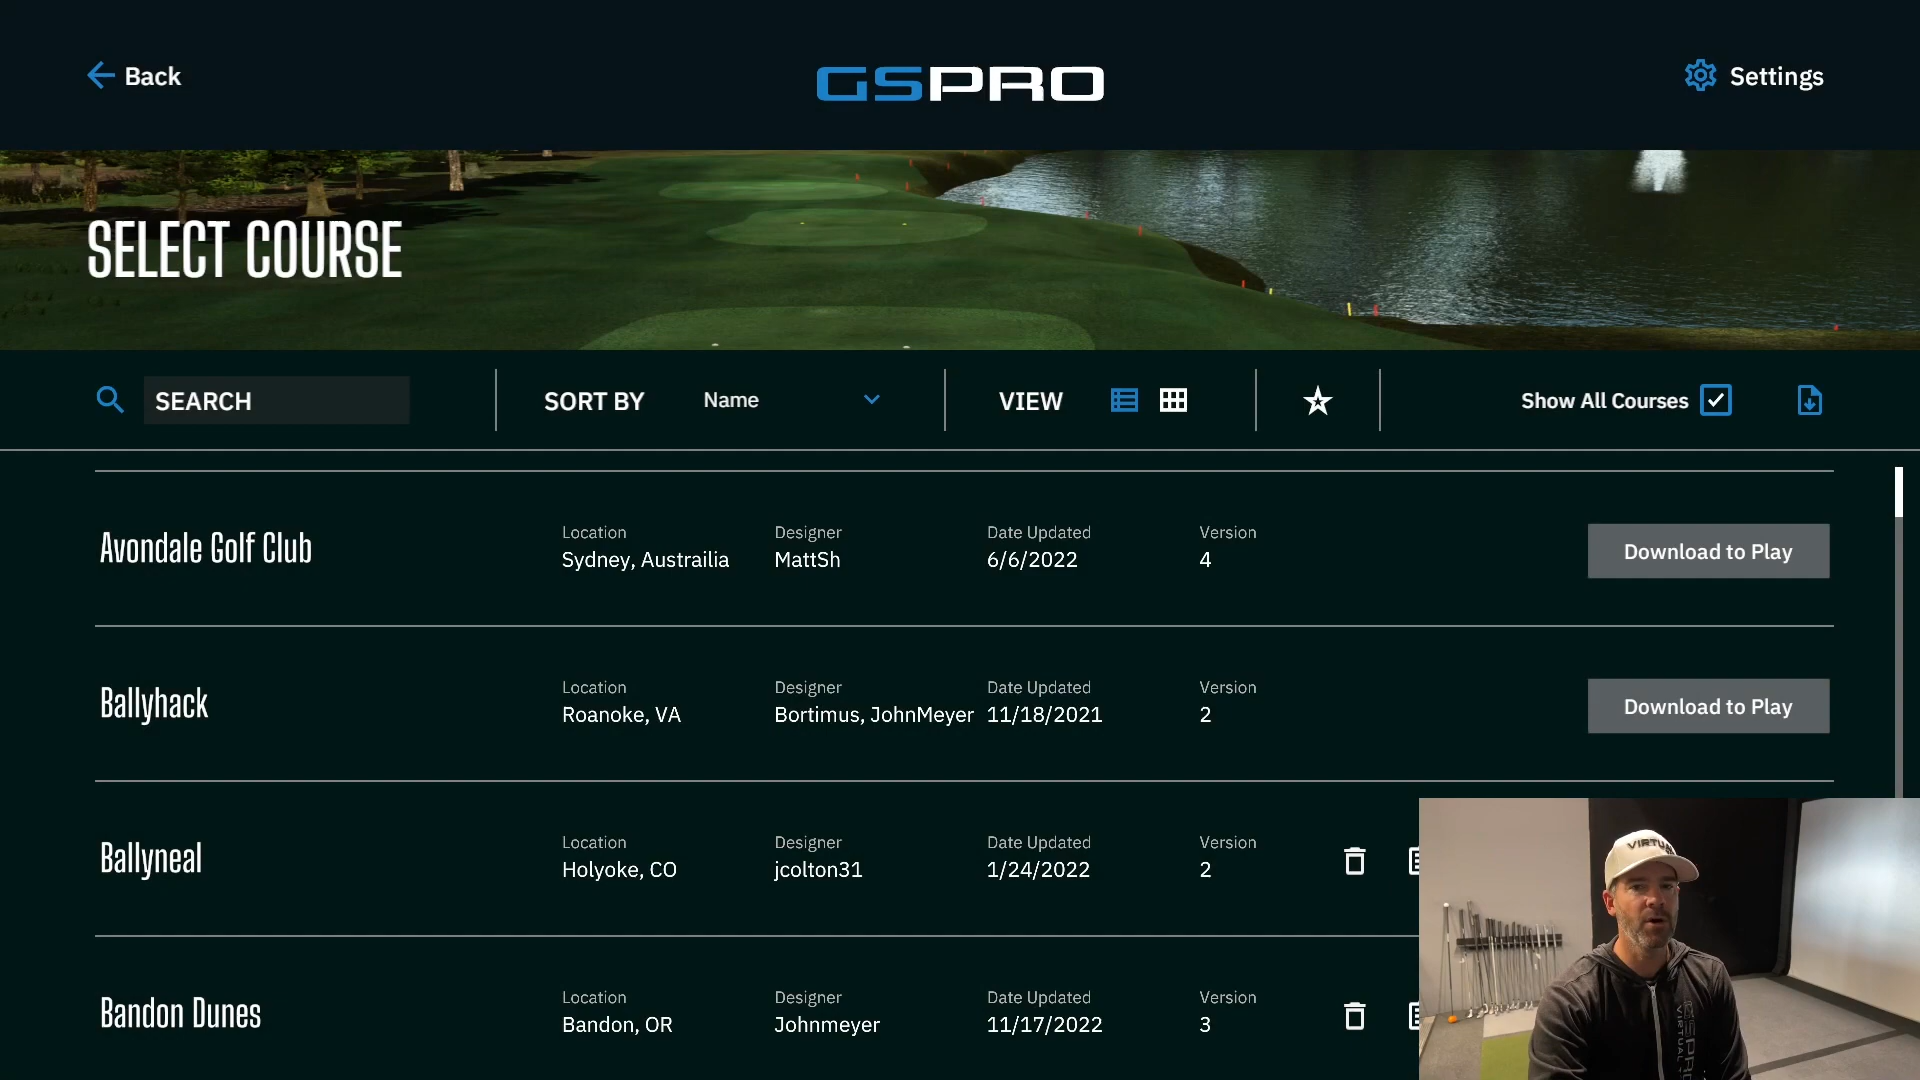 Back
GSPRO
Settings
SELECT COURSE
SEARCH
SORT BY
Name
VIEW
Show All Courses
Avondale Golf Club
Location
Sydney, Austrailia
Designer
MattSh
Date Updated
6/6/2022
Version
4
Download to Play
Ballyhack
Location
Roanoke, VA
Designer
Bortimus, JohnMeyer
Date Updated
11/18/2021
Version
2
Download to Play
Ballyneal
Location
Holyoke, CO
Designer
jcolton31
Date Updated
1/24/2022
Version
2
Bandon Dunes
Location
Bandon, OR
Designer
Johnmeyer
Date Updated
11/17/2022
Version
3